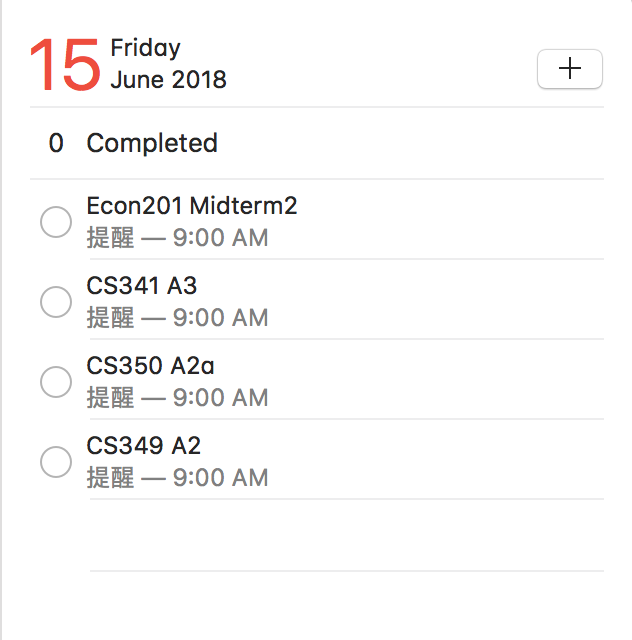 15
Friday
June 2018
0 Completed
Econ201 Midterm2
提醒 — 9:00 AM
CS341 A3
提醒 — 9:00 AM
CS350 A2a
提醒 — 9:00 AM
CS349 A2
提醒 — 9:00 AM